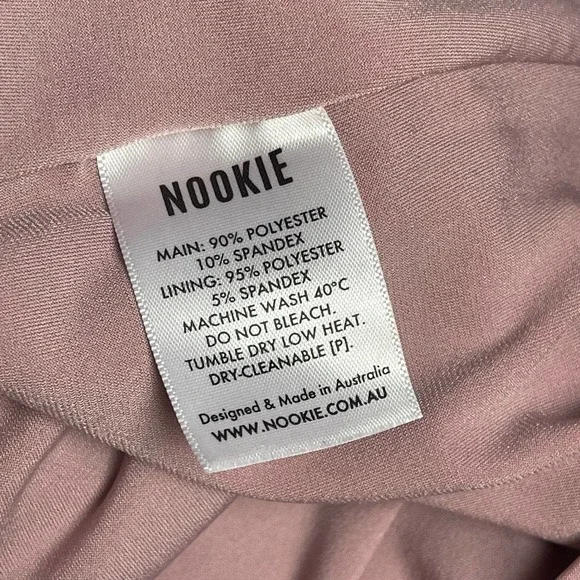 NOOKIE
MAIN: 90% POLYESTER
10% SPANDEX
LINING: 95% POLYESTER
5% SPANDEX
MACHINE WASH 40°C
DO NOT BLEACH.
TUMBLE DRY LOW HEAT.
DRY-CLEANABLE [P].
Designed & Made in Australia
WWW.NOOKIE.COM.AU